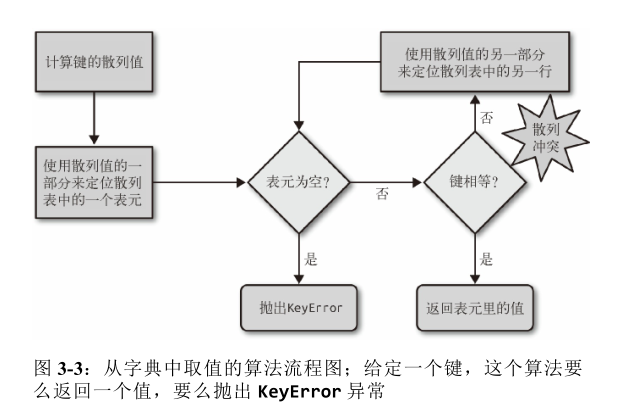 计算键的散列值
使用散列值的另一部分
来定位散列表中的另一行
否
散列
冲突
使用散列值的一
部分来定位散列
表中的一个表元
表元为空?
否
键相等?
是
是
抛出KeyError
返回表元里的值
图 3-3：从字典中取值的算法流程图；给定一个键，这个算法要
么返回一个值，要么抛出 KeyError 异常